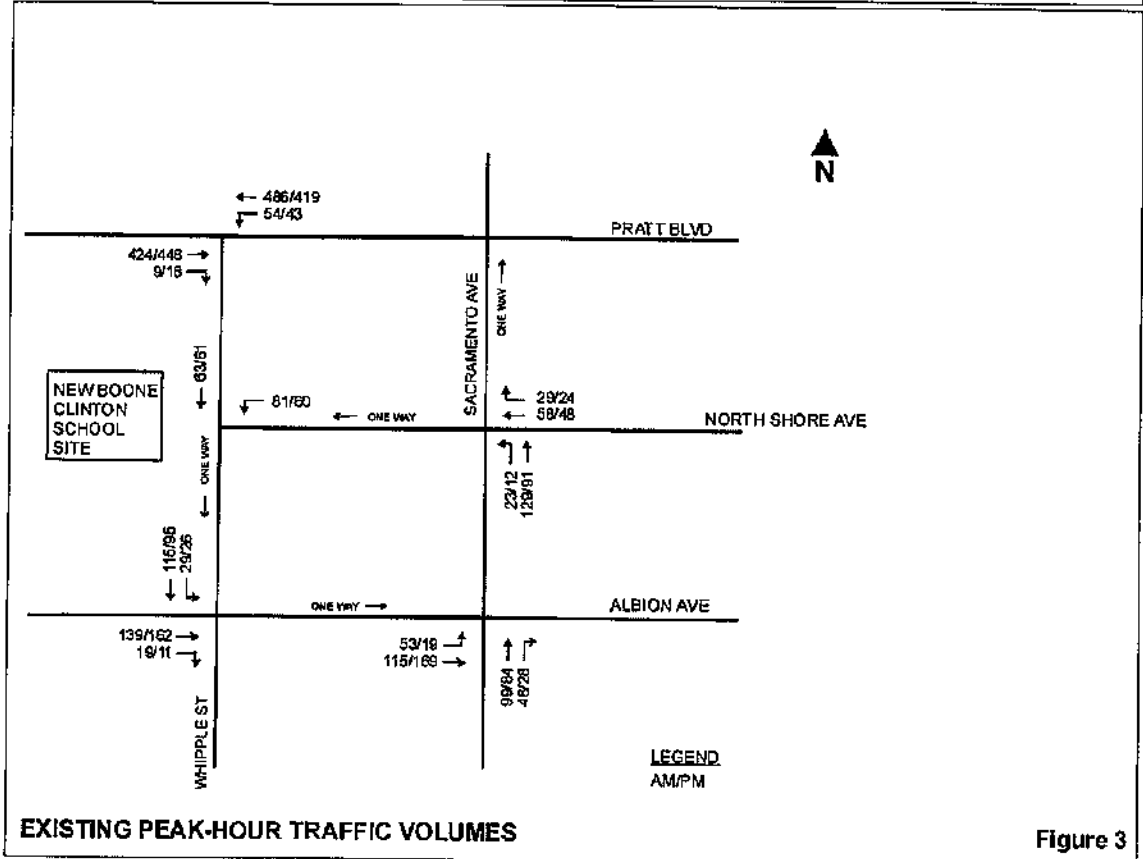 N
486/419
54/43
PRATT BLVD
424/446
9/16
SACRAMENTO AVE
ONE WAY
63/61
NEW BOONE
CLINTON
SCHOOL
SITE
81/60
ONE WAY
29/24
58/48
NORTH SHORE AVE
ONE WAY
23/12
129/91
116/96
29/26
ONE WAY
ALBION AVE
139/162
19/11
53/19
115/169
99/84
46/28
WHIPPLE ST
LEGEND
AM/PM
EXISTING PEAK-HOUR TRAFFIC VOLUMES
Figure 3